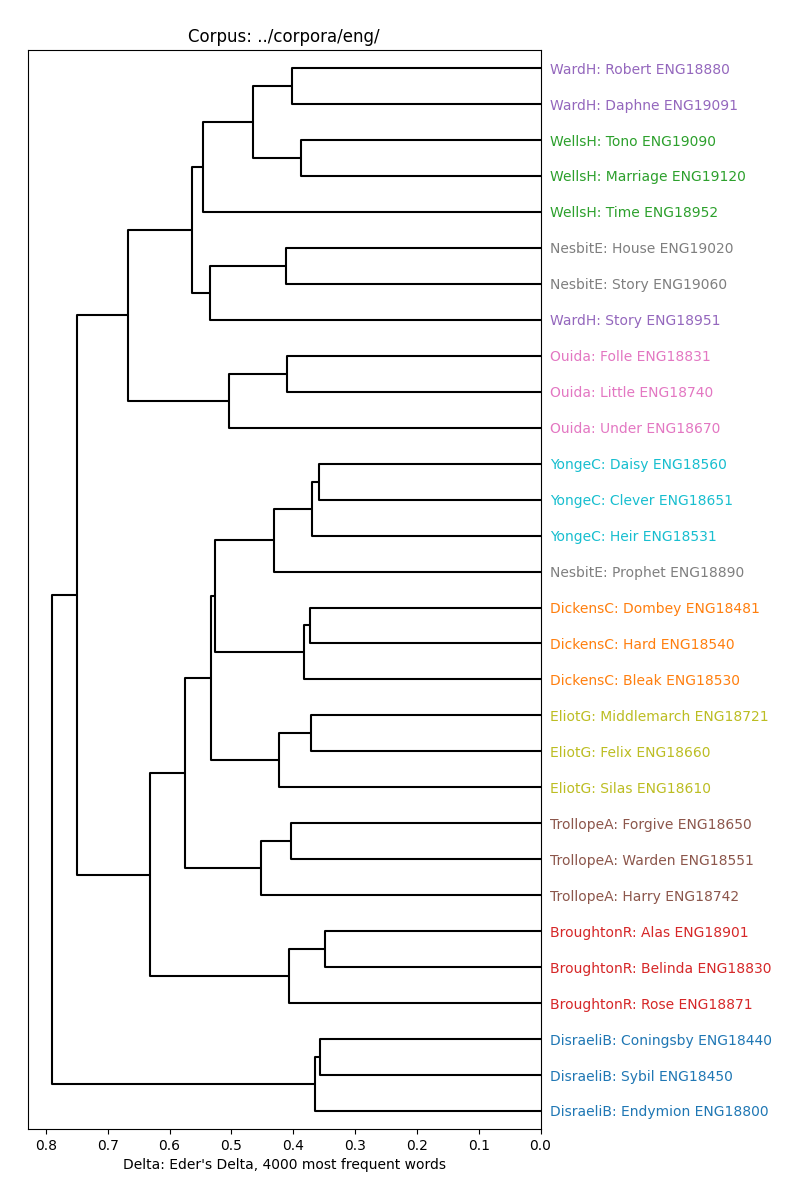 Corpus: ../corpora/eng/
WardH: Robert ENG18880
WardH: Daphne ENG19091
WellsH: Tono ENG19090
WellsH: Marriage ENG19120
WellsH: Time ENG18952
NesbitE: House ENG19020
NesbitE: Story ENG19060
WardH: Story ENG18951
Ouida: Folle ENG18831
Ouida: Little ENG18740
Ouida: Under ENG18670
YongeC: Daisy ENG18560
YongeC: Clever ENG18651
YongeC: Heir ENG18531
NesbitE: Prophet ENG18890
DickensC: Dombey ENG18481
DickensC: Hard ENG18540
DickensC: Bleak ENG18530
EliotG: Middlemarch ENG18721
EliotG: Felix ENG18660
EliotG: Silas ENG18610
TrollopeA: Forgive ENG18650
TrollopeA: Warden ENG18551
TrollopeA: Harry ENG18742
BroughtonR: Alas ENG18901
BroughtonR: Belinda ENG18830
BroughtonR: Rose ENG18871
DisraeliB: Coningsby ENG18440
DisraeliB: Sybil ENG18450
DisraeliB: Endymion ENG18800
0.8 0.7 0.6 0.5 0.4 0.3 0.2 0.1 0.0
Delta: Eder's Delta, 4000 most frequent words